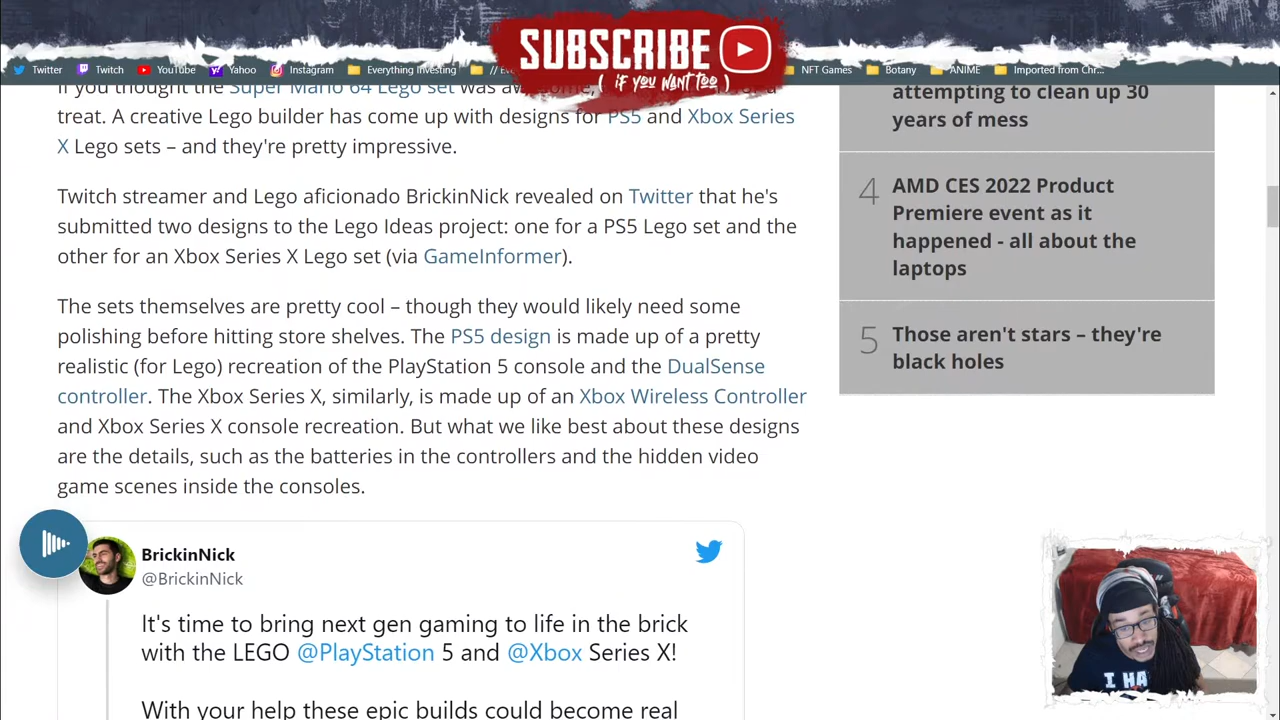 SUBSCRIBE
( if you want too )
Twitter Twitch YouTube Yahoo Instagram Everything Investing NFT Games Botany ANIME Imported from Chr...
If you thought the Super Mario 64 Lego set was
treat. A creative Lego builder has come up with designs for PS5 and Xbox Series
X Lego sets – and they're pretty impressive.
Twitch streamer and Lego aficionado BrickinNick revealed on Twitter that he's
submitted two designs to the Lego Ideas project: one for a PS5 Lego set and the
other for an Xbox Series X Lego set (via GameInformer).
The sets themselves are pretty cool – though they would likely need some
polishing before hitting store shelves. The PS5 design is made up of a pretty
realistic (for Lego) recreation of the PlayStation 5 console and the DualSense
controller. The Xbox Series X, similarly, is made up of an Xbox Wireless Controller
and Xbox Series X console recreation. But what we like best about these designs
are the details, such as the batteries in the controllers and the hidden video
game scenes inside the consoles.
BrickinNick
@BrickinNick
It's time to bring next gen gaming to life in the brick
with the LEGO @PlayStation 5 and @Xbox Series X!
With your help these epic builds could become real
attempting to clean up 30
years of mess
4 AMD CES 2022 Product
Premiere event as it
happened - all about the
laptops
5 Those aren't stars – they're
black holes
I HA